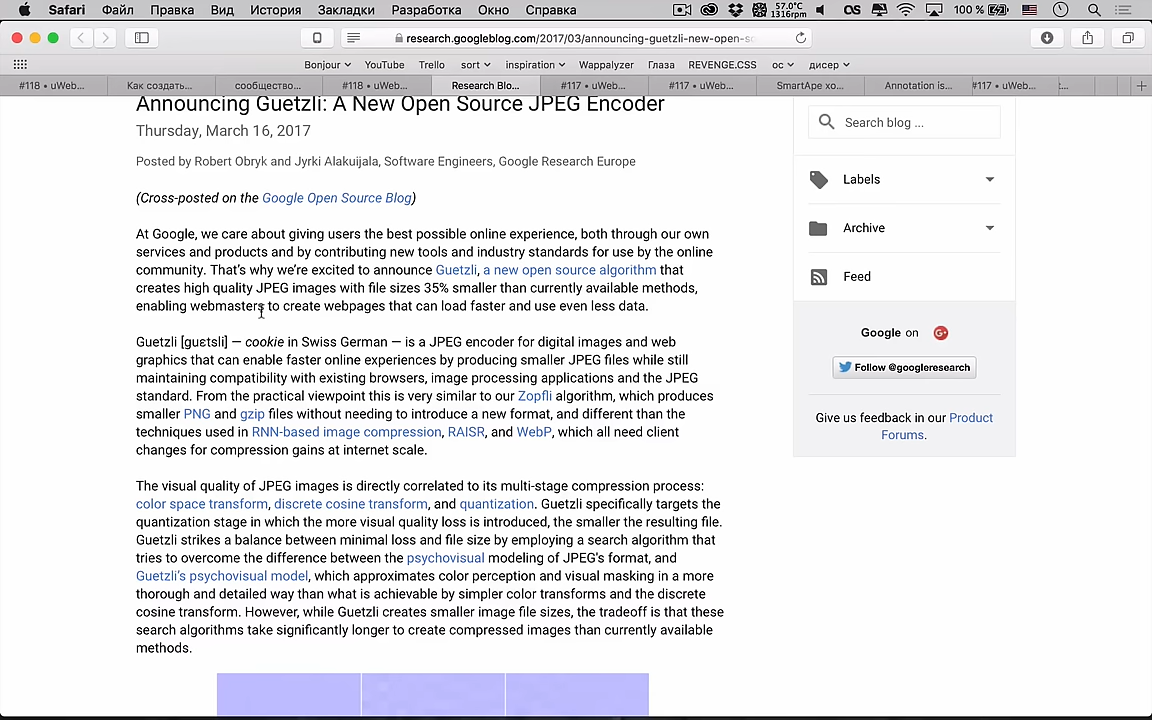 Safari Файл Правка Вид История Закладки Разработка Окно Справка 57.0°C 1316rpm 100 %
research.googleblog.com/2017/03/announcing-guetzli-new-open-s
Bonjour YouTube Trello sort inspiration Wappalyzer Глаза REVENGE.CSS ос дисер
#118 • uWeb... Как создать... сообщество... #118 • uWeb... Research Blo... #117 • uWeb... #117 • uWeb... SmartApe хо... Annotation is... #117 • uWeb...
Announcing Guetzli: A New Open Source JPEG Encoder
Thursday, March 16, 2017
Posted by Robert Obryk and Jyrki Alakuijala, Software Engineers, Google Research Europe
(Cross-posted on the Google Open Source Blog)
At Google, we care about giving users the best possible online experience, both through our own
services and products and by contributing new tools and industry standards for use by the online
community. That's why we're excited to announce Guetzli, a new open source algorithm that
creates high quality JPEG images with file sizes 35% smaller than currently available methods,
enabling webmasters to create webpages that can load faster and use even less data.
Guetzli [guɛtsli] — cookie in Swiss German — is a JPEG encoder for digital images and web
graphics that can enable faster online experiences by producing smaller JPEG files while still
maintaining compatibility with existing browsers, image processing applications and the JPEG
standard. From the practical viewpoint this is very similar to our Zopfli algorithm, which produces
smaller PNG and gzip files without needing to introduce a new format, and different than the
techniques used in RNN-based image compression, RAISR, and WebP, which all need client
changes for compression gains at internet scale.
The visual quality of JPEG images is directly correlated to its multi-stage compression process:
color space transform, discrete cosine transform, and quantization. Guetzli specifically targets the
quantization stage in which the more visual quality loss is introduced, the smaller the resulting file.
Guetzli strikes a balance between minimal loss and file size by employing a search algorithm that
tries to overcome the difference between the psychovisual modeling of JPEG's format, and
Guetzli's psychovisual model, which approximates color perception and visual masking in a more
thorough and detailed way than what is achievable by simpler color transforms and the discrete
cosine transform. However, while Guetzli creates smaller image file sizes, the tradeoff is that these
search algorithms take significantly longer to create compressed images than currently available
methods.
Search blog ...
Labels
Archive
Feed
Google on G+
Follow @googleresearch
Give us feedback in our Product
Forums.